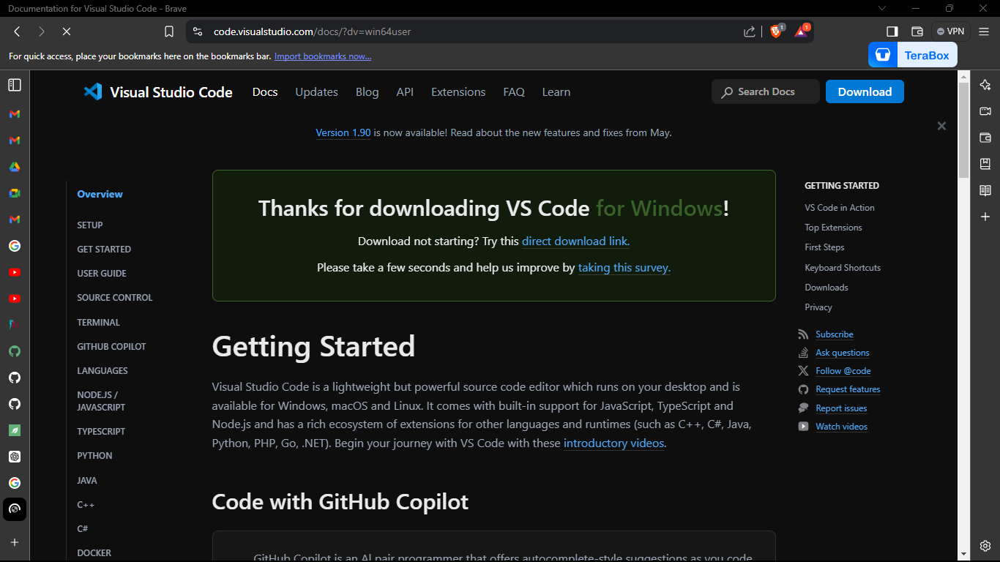 Documentation for Visual Studio Code - Brave
code.visualstudio.com/docs/?dv=win64user
1
1
VPN
For quick access, place your bookmarks here on the bookmarks bar. Import bookmarks now...
TeraBox
Visual Studio Code
Docs
Updates
Blog
API
Extensions
FAQ
Learn
Search Docs
Download
Version 1.90 is now available! Read about the new features and fixes from May.
Overview
SETUP
GET STARTED
USER GUIDE
SOURCE CONTROL
TERMINAL
GITHUB COPILOT
LANGUAGES
NODE.JS /
JAVASCRIPT
TYPESCRIPT
PYTHON
JAVA
C++
C#
DOCKER
Thanks for downloading VS Code for Windows!
Download not starting? Try this direct download link.
Please take a few seconds and help us improve by taking this survey.
Getting Started
Visual Studio Code is a lightweight but powerful source code editor which runs on your desktop and is
available for Windows, macOS and Linux. It comes with built-in support for JavaScript, TypeScript and
Node.js and has a rich ecosystem of extensions for other languages and runtimes (such as C++, C#, Java,
Python, PHP, Go, .NET). Begin your journey with VS Code with these introductory videos.
Code with GitHub Copilot
GitHub Copilot is an AI pair programmer that offers autocomplete-style suggestions as you code
GETTING STARTED
VS Code in Action
Top Extensions
First Steps
Keyboard Shortcuts
Downloads
Privacy
Subscribe
Ask questions
Follow @code
Request features
Report issues
Watch videos